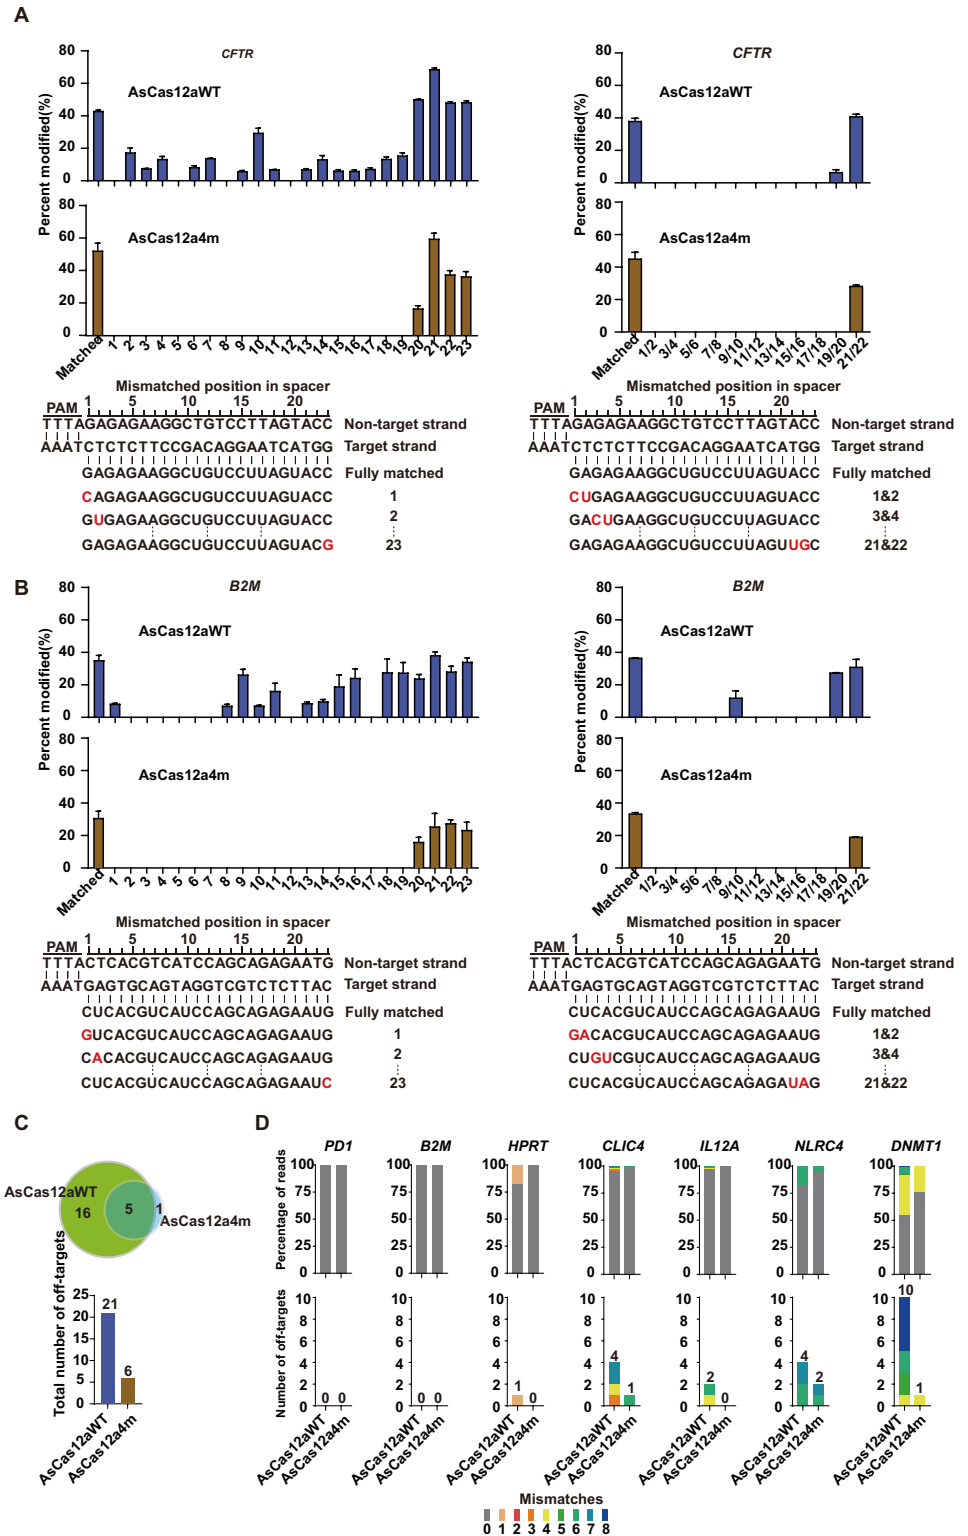 A
CFTR
AsCas12aWT
80
60
40
20
0
Percent modified(%)
AsCas12a4m
80
60
40
20
0
Matched 1 2 3 4 5 6 7 8 9 10 11 12 13 14 15 16 17 18 19 20 21 22 23
Mismatched position in spacer
PAM 1 5 10 15 20
TTTAGAGAGAAGGCTGTCCTTAGTACC Non-target strand
AAATCTCTCTTCCGACAGGAATCATGG Target strand
GAGAGAAGGCUGUCCUUAGUACC Fully matched
CAGAGAAGGCUGUCCUUAGUACC 1
GUGAGAAGGCUGUCCUUAGUACC 2
GAGAGAAGGCUGUCCUUAGUACG 23
CFTR
AsCas12aWT
80
60
40
20
0
Percent modified(%)
AsCas12a4m
80
60
40
20
0
Matched 1/2 3/4 5/6 7/8 9/10 11/12 13/14 15/16 17/18 19/20 21/22
Mismatched position in spacer
PAM 1 5 10 15 20
TTTAGAGAGAAGGCTGTCCTTAGTACC Non-target strand
AAATCTCTCTTCCGACAGGAATCATGG Target strand
GAGAGAAGGCUGUCCUUAGUACC Fully matched
CUGAGAAGGCUGUCCUUAGUACC 1&2
GACUGAAGGCUGUCCUUAGUACC 3&4
GAGAGAAGGCUGUCCUUAGUUGC 21&22
B
B2M
AsCas12aWT
80
60
40
20
0
Percent modified(%)
AsCas12a4m
80
60
40
20
0
Matched 1 2 3 4 5 6 7 8 9 10 11 12 13 14 15 16 17 18 19 20 21 22 23
Mismatched position in spacer
PAM 1 5 10 15 20
TTTACTCACGTCATCCAGCAGAGAATG Non-target strand
AAATGAGTGCAGTAGGTCGTCTCTTAC Target strand
CUCACGUCAUCCAGCAGAGAAUG Fully matched
GUCACGUCAUCCAGCAGAGAAUG 1
CACACGUCAUCCAGCAGAGAAUG 2
CUCACGUCAUCCAGCAGAGAAUC 23
B2M
AsCas12aWT
80
60
40
20
0
Percent modified(%)
AsCas12a4m
80
60
40
20
0
Matched 1/2 3/4 5/6 7/8 9/10 11/12 13/14 15/16 17/18 19/20 21/22
Mismatched position in spacer
PAM 1 5 10 15 20
TTTACTCACGTCATCCAGCAGAGAATG Non-target strand
AAATGAGTGCAGTAGGTCGTCTCTTAC Target strand
CUCACGUCAUCCAGCAGAGAAUG Fully matched
GACACGUCAUCCAGCAGAGAAUG 1&2
CUGUCGUCAUCCAGCAGAGAAUG 3&4
CUCACGUCAUCCAGCAGAGAUAG 21&22
C
AsCas12aWT
16 5 1
AsCas12a4m
Total number of off-targets
25
20
15
10
5
0
21
6
AsCas12aWT
AsCas12a4m
D
PD1 B2M HPRT CLIC4 IL12A NLRC4 DNMT1
Percentage of reads
100 100 100 100 100 100 100
75 75 75 75 75 75 75
50 50 50 50 50 50 50
25 25 25 25 25 25 25
0 0 0 0 0 0 0
Number of off-targets
10 10 10 10 10 10 10
8 8 8 8 8 8 8
6 6 6 6 6 6 6
4 4 4 4 4 4 4
2 2 2 2 2 2 2
0 0 0 0 0 0 0
0 0 0 0 1 0 4 1 2 0 4 2 10 1
AsCas12aWT AsCas12a4m AsCas12aWT AsCas12a4m AsCas12aWT AsCas12a4m AsCas12aWT AsCas12a4m AsCas12aWT AsCas12a4m AsCas12aWT AsCas12a4m AsCas12aWT AsCas12a4m
Mismatches
0 1 2 3 4 5 6 7 8